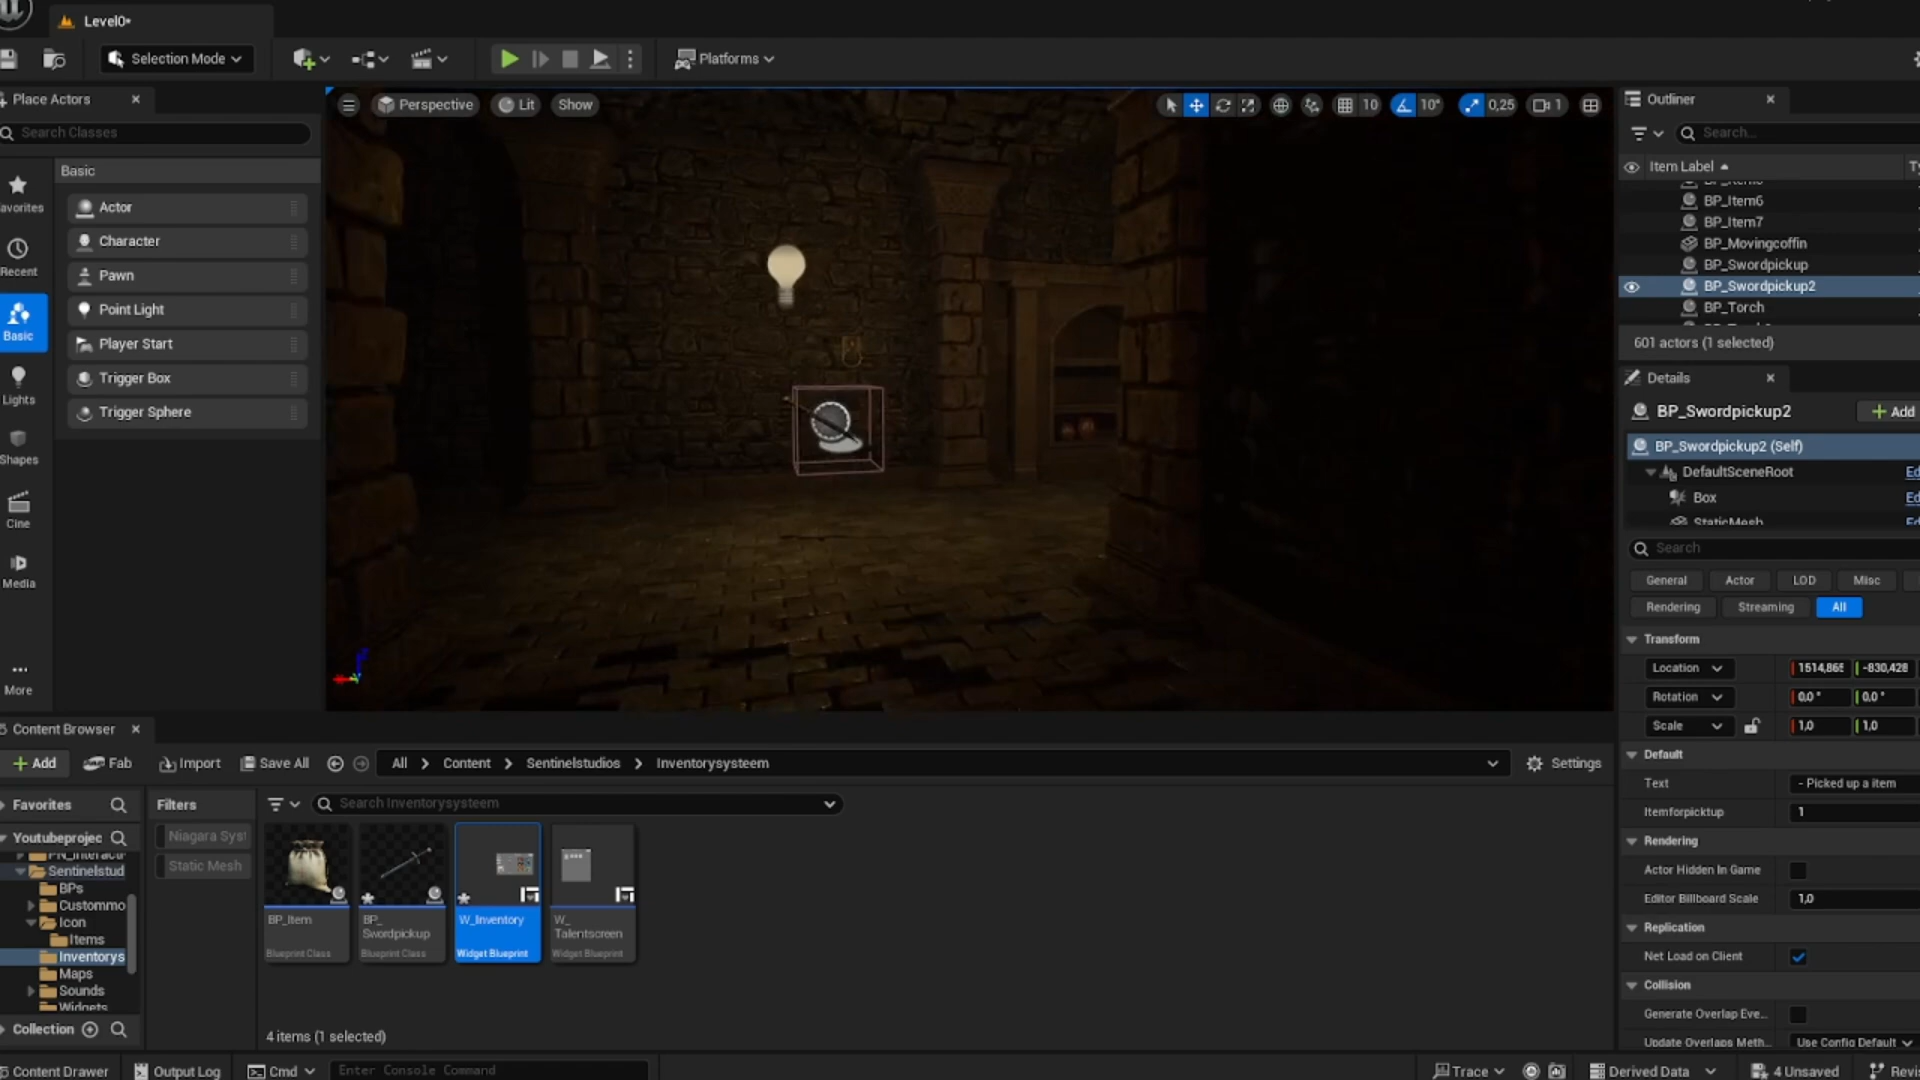 Level0*
Selection Mode
Platforms
Place Actors
Search Classes
Basic
Actor
Character
Pawn
Point Light
Player Start
Trigger Box
Trigger Sphere
avorites
Recent
Basic
Lights
Shapes
Cine
Media
More
Perspective
Lit
Show
10
10°
0,25
1
Outliner
Search...
Item Label
BP_Item6
BP_Item7
BP_Movingcoffin
BP_Swordpickup
BP_Swordpickup2
BP_Torch
601 actors (1 selected)
Details
BP_Swordpickup2
Add
BP_Swordpickup2 (Self)
DefaultSceneRoot
Ed
Box
Ed
StaticMesh
Ed
Search
General
Actor
LOD
Misc
Rendering
Streaming
All
Transform
Location
1514,865
-830,428
Rotation
0,0 °
0,0 °
Scale
1,0
1,0
Default
Text
- Picked up a item
Itemforpicktup
1
Rendering
Actor Hidden In Game
Editor Billboard Scale
1,0
Replication
Net Load on Client
Collision
Generate Overlap Eve...
Update Overlaps Meth...
Use Config Default
Content Browser
Add
Fab
Import
Save All
All
Content
Sentinelstudios
Inventorysysteem
Settings
Favorites
Youtubeprojec
Sentinelstud
BPs
Custommo
Icon
Items
Inventorys
Maps
Sounds
Widgets
Collection
Filters
Niagara Syst
Static Mesh
Search Inventorysysteem
BP_Item
Blueprint Class
BP_
Swordpickup
Blueprint Class
W_Inventory
Widget Blueprint
W_
Talentscreen
Widget Blueprint
4 items (1 selected)
Content Drawer
Output Log
Cmd
Enter Console Command
Trace
Derived Data
4 Unsaved
Revis